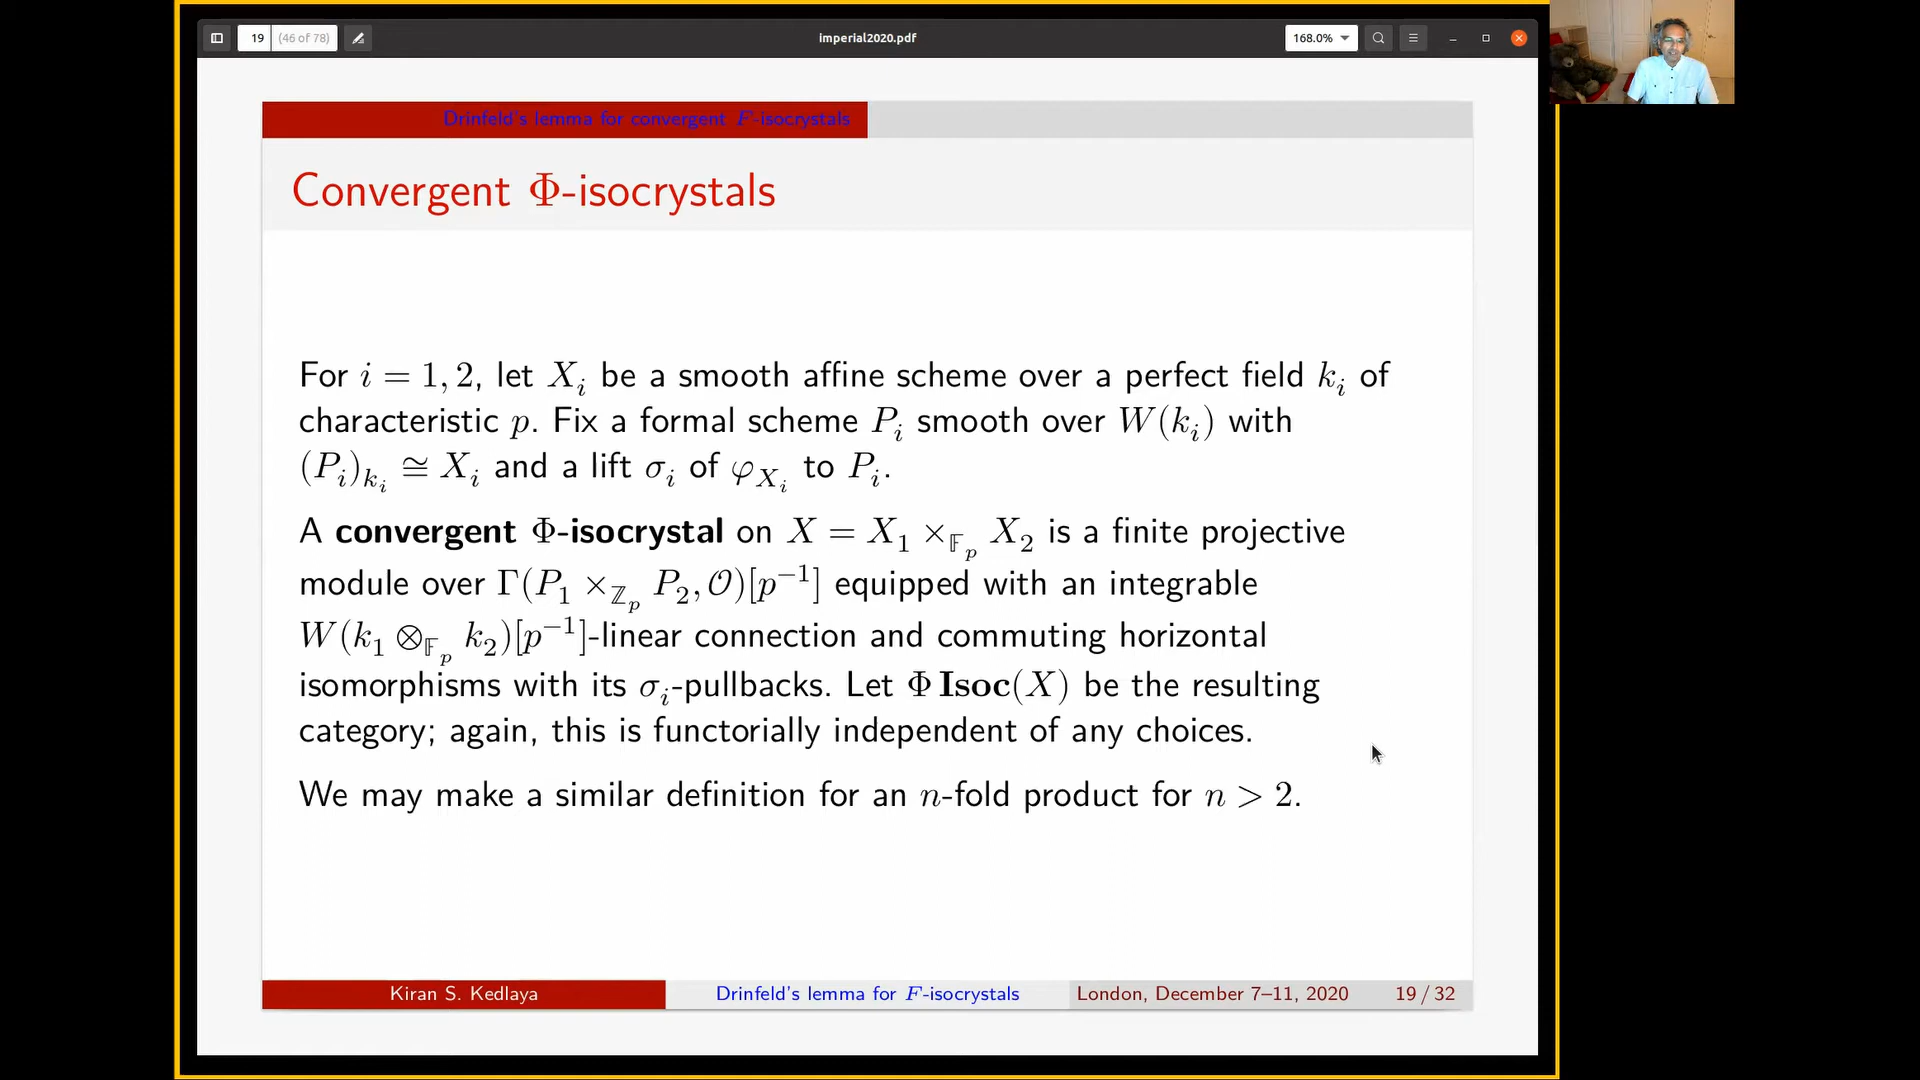 19 (46 of 78) imperial2020.pdf 168.0%
Drinfeld's lemma for convergent F-isocrystals
Convergent Φ-isocrystals
For i = 1, 2, let X_i be a smooth affine scheme over a perfect field k_i of
characteristic p. Fix a formal scheme P_i smooth over W(k_i) with
(P_i)_{k_i} ≅ X_i and a lift σ_i of φ_{X_i} to P_i.
A convergent Φ-isocrystal on X = X_1 ×_{𝔽_p} X_2 is a finite projective
module over Γ(P_1 ×_{ℤ_p} P_2, 𝒪)[p^{-1}] equipped with an integrable
W(k_1 ⊗_{𝔽_p} k_2)[p^{-1}]-linear connection and commuting horizontal
isomorphisms with its σ_i-pullbacks. Let Φ Isoc(X) be the resulting
category; again, this is functorially independent of any choices.
We may make a similar definition for an n-fold product for n > 2.
Kiran S. Kedlaya Drinfeld's lemma for F-isocrystals London, December 7–11, 2020 19 / 32